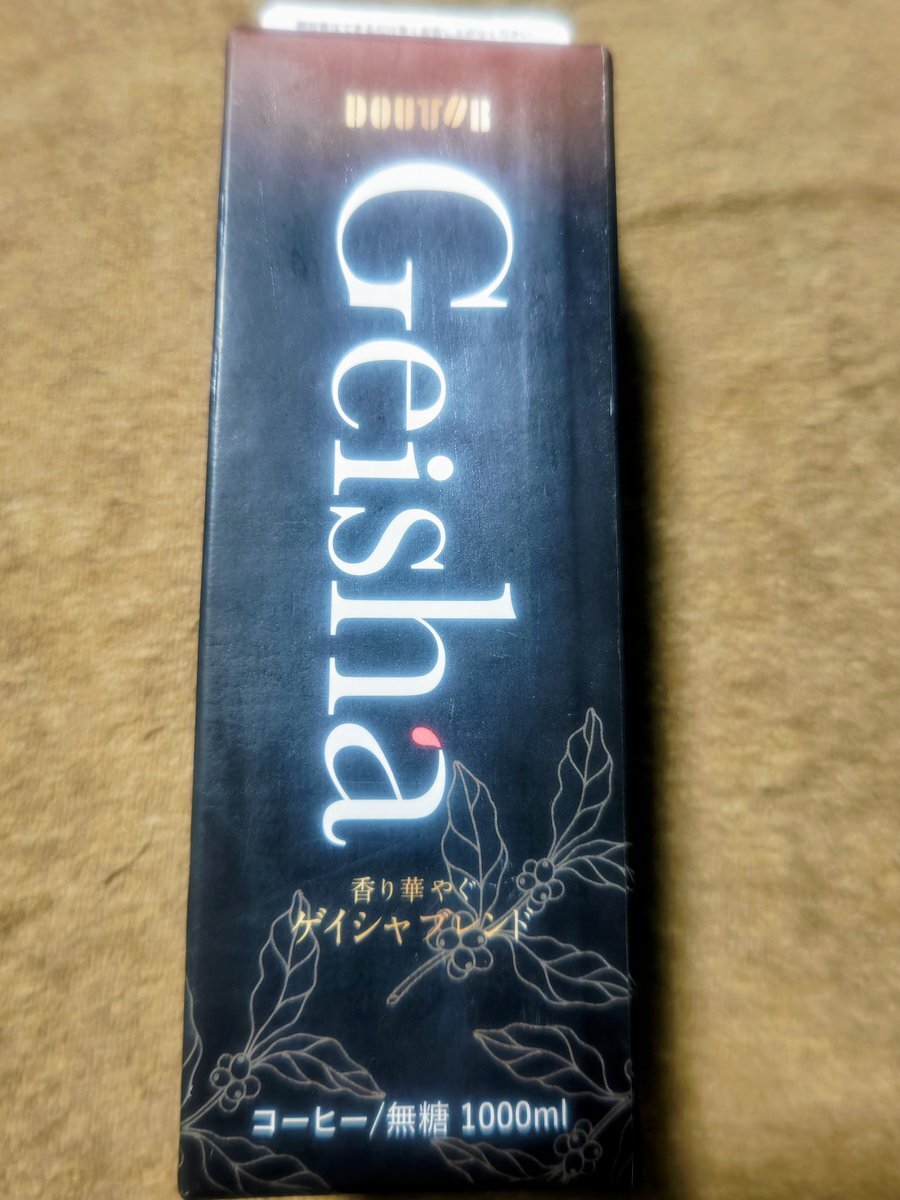 DOUTOR
Geisha
香り華やぐ
ゲイシャブレンド
コーヒー/無糖 1000ml